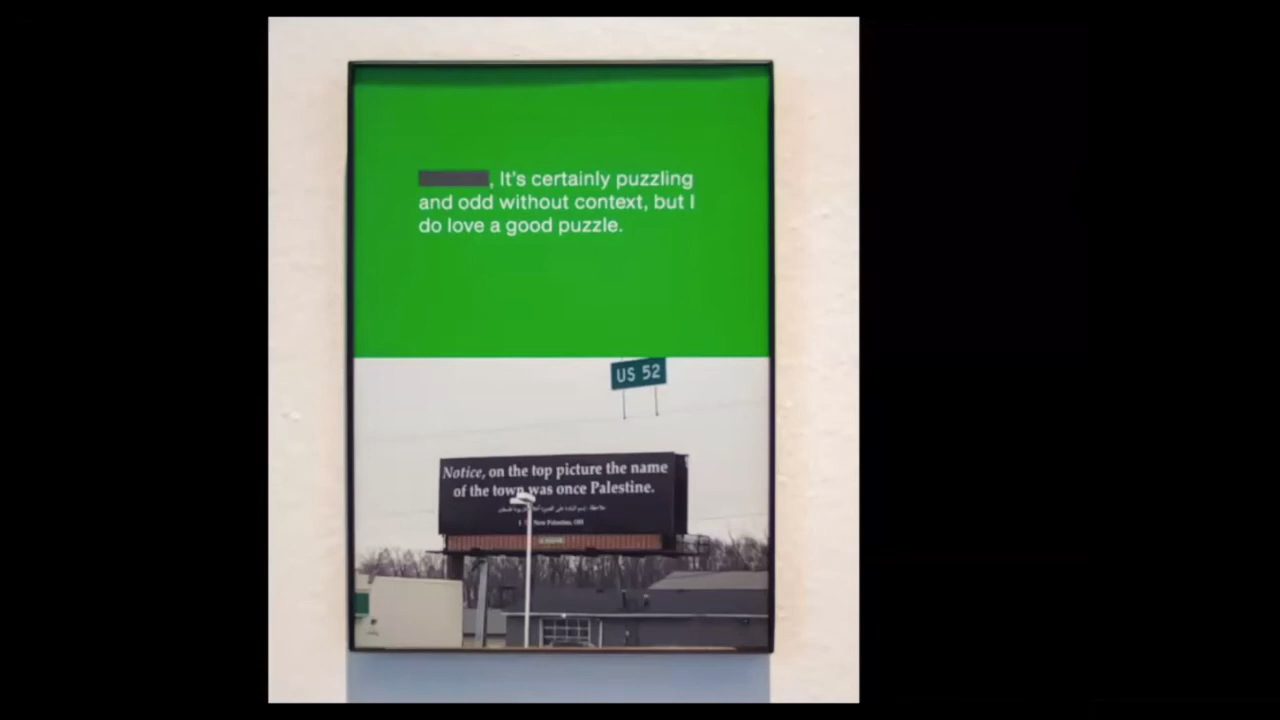 , It's certainly puzzling
and odd without context, but I
do love a good puzzle.
US 52
Notice, on the top picture the name
of the town was once Palestine.
New Palestine, OH